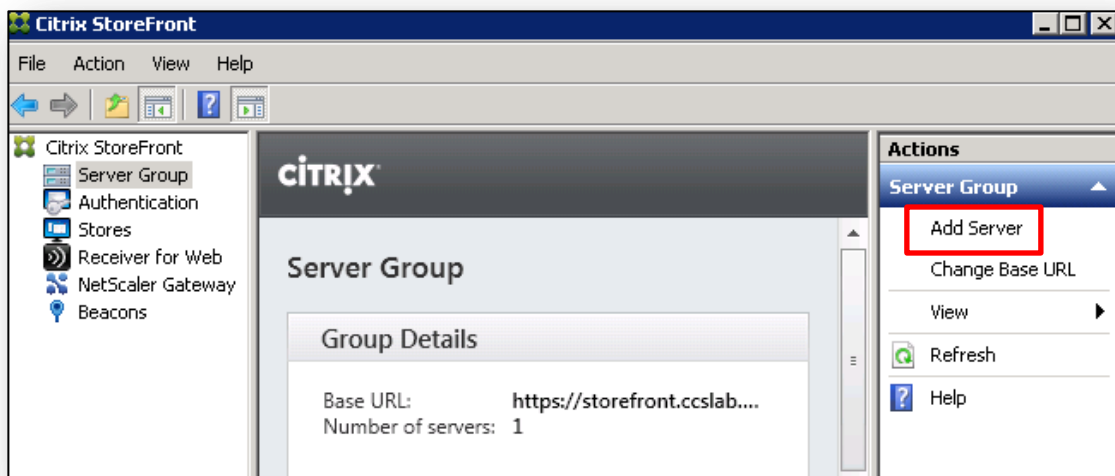 Citrix StoreFront
File Action View Help
Citrix StoreFront
Server Group
Authentication
Stores
Receiver for Web
NetScaler Gateway
Beacons
CİTRIX
Server Group
Group Details
Base URL: https://storefront.ccslab....
Number of servers: 1
Actions
Server Group
Add Server
Change Base URL
View
Refresh
Help